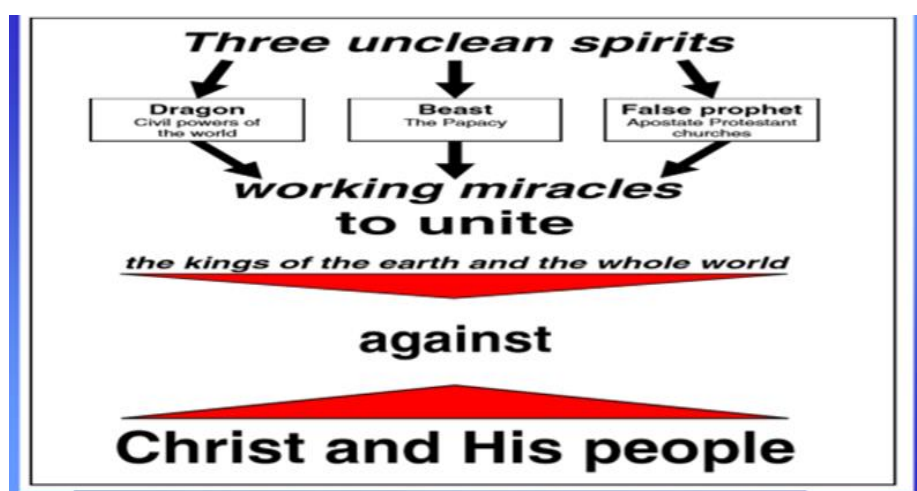 Three unclean spirits
Dragon
Civil powers of
the world
Beast
The Papacy
False prophet
Apostate Protestant
churches
working miracles
to unite
the kings of the earth and the whole world
against
Christ and His people